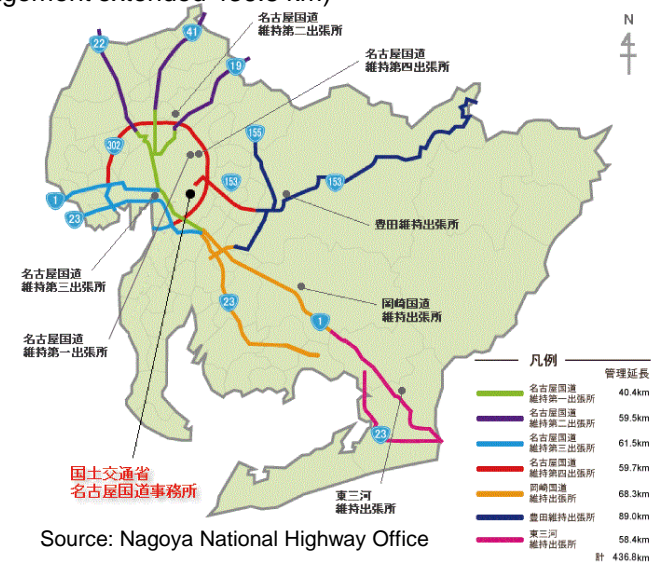 gement extended
22
41
名古屋国道
維持第二出張所
19
名古屋国道
維持第四出張所
N
302
155
153
153
1
23
豊田維持出張所
名古屋国道
維持第三出張所
岡崎国道
維持出張所
23
1
名古屋国道
維持第一出張所
23
国土交通省
名古屋国道事務所
東三河
維持出張所
凡例
管理延長
名古屋国道
維持第一出張所 40.4km
名古屋国道
維持第二出張所 59.5km
名古屋国道
維持第三出張所 61.5km
名古屋国道
維持第四出張所 59.7km
岡崎国道
維持出張所 68.3km
豊田維持出張所 89.0km
東三河
維持出張所 58.4km
計 436.8km
Source: Nagoya National Highway Office